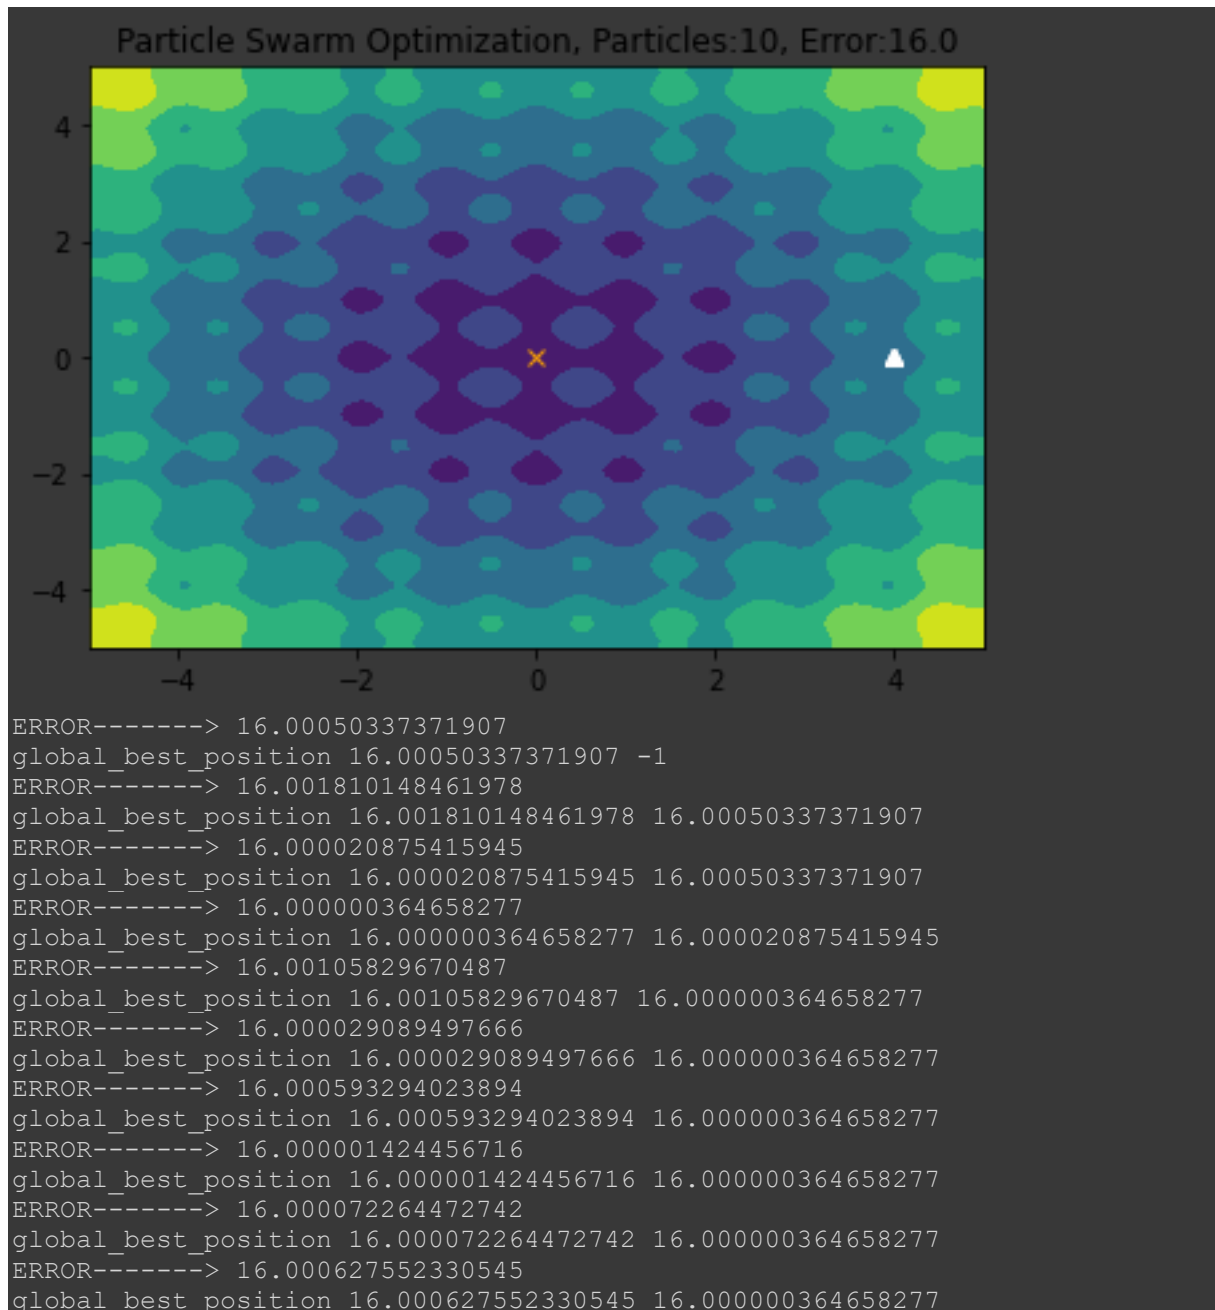 Particle Swarm Optimization, Particles:10, Error:16.0
4
2
0
−2
−4
−4 −2 0 2 4
ERROR-------> 16.00050337371907
global_best_position 16.00050337371907 -1
ERROR-------> 16.001810148461978
global_best_position 16.001810148461978 16.00050337371907
ERROR-------> 16.000020875415945
global_best_position 16.000020875415945 16.00050337371907
ERROR-------> 16.000000364658277
global_best_position 16.000000364658277 16.000020875415945
ERROR-------> 16.00105829670487
global_best_position 16.00105829670487 16.000000364658277
ERROR-------> 16.000029089497666
global_best_position 16.000029089497666 16.000000364658277
ERROR-------> 16.000593294023894
global_best_position 16.000593294023894 16.000000364658277
ERROR-------> 16.000001424456716
global_best_position 16.000001424456716 16.000000364658277
ERROR-------> 16.000072264472742
global_best_position 16.000072264472742 16.000000364658277
ERROR-------> 16.000627552330545
global_best_position 16.000627552330545 16.000000364658277